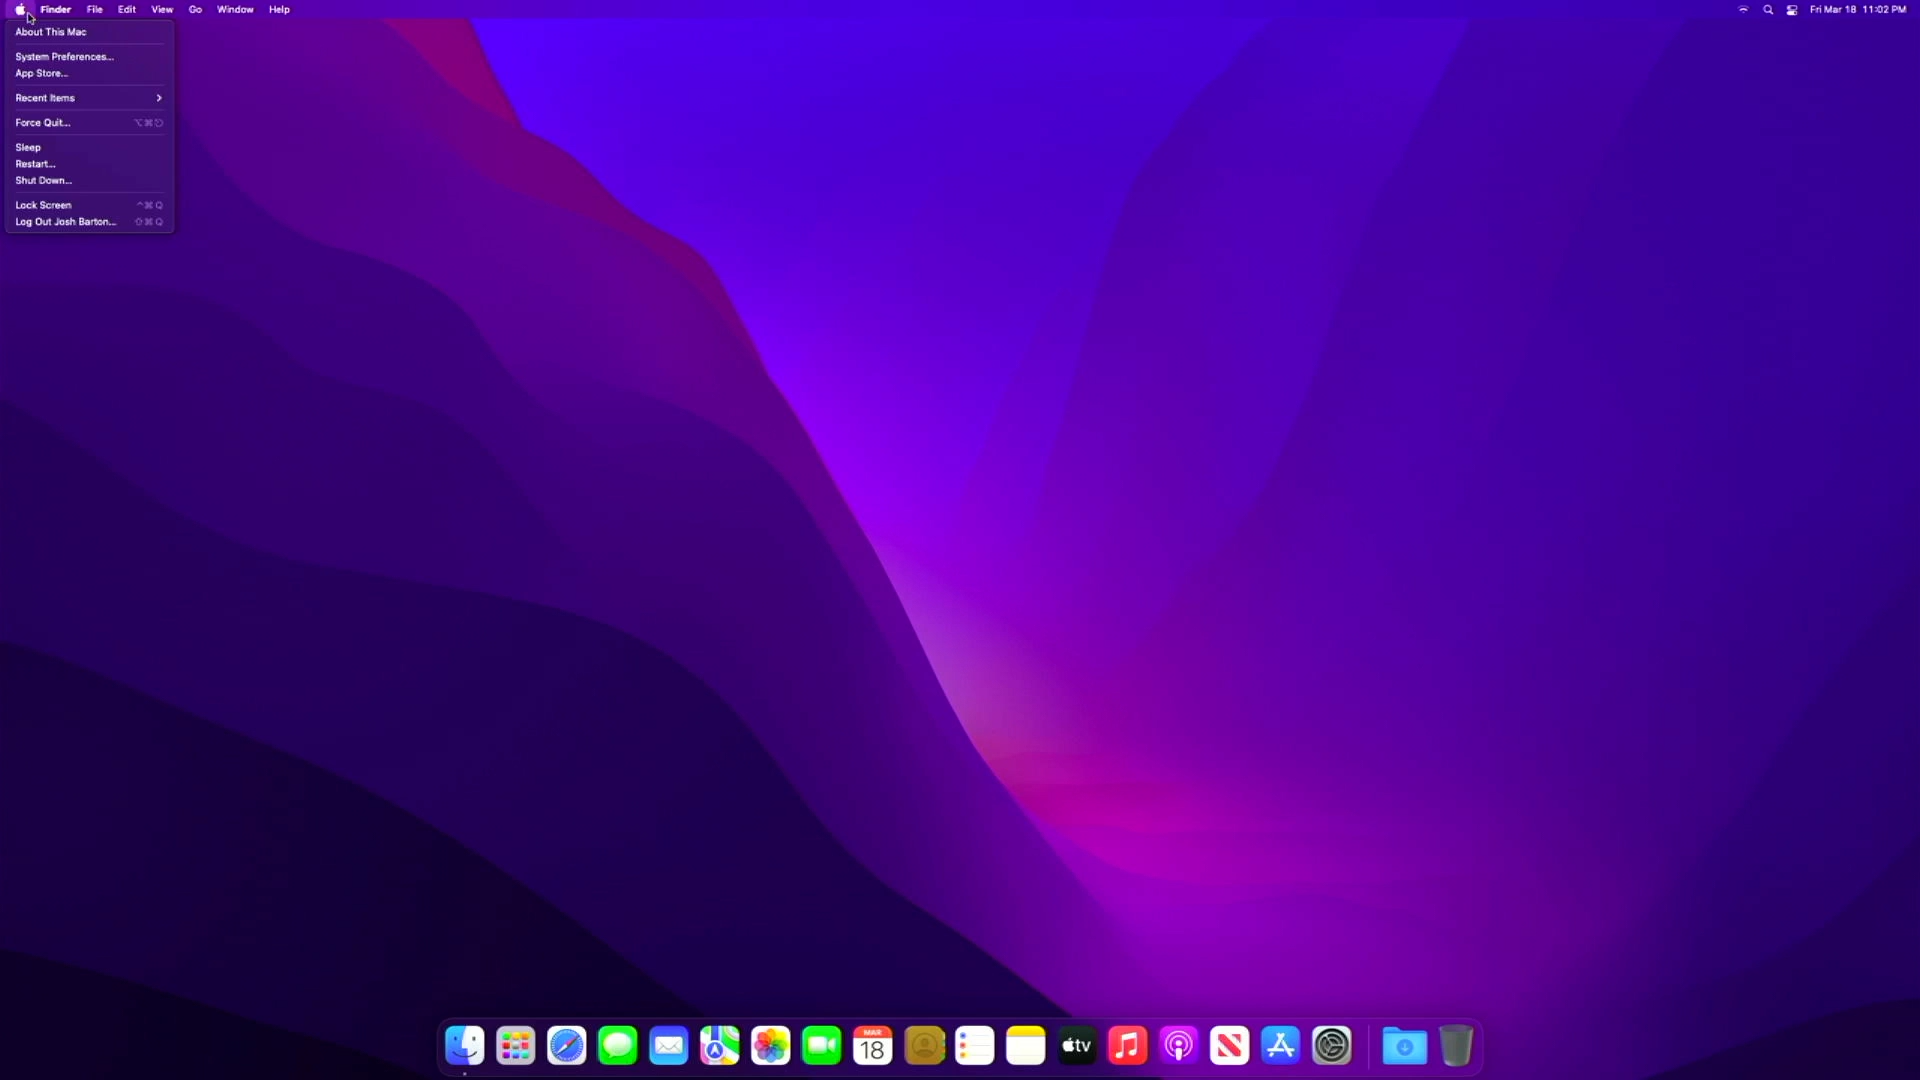 Finder File Edit View Go Window Help Fri Mar 18 11:02 PM
About This Mac
System Preferences...
App Store...
Recent Items
Force Quit... ⌥⌘⎋
Sleep
Restart...
Shut Down...
Lock Screen ^⌘Q
Log Out Josh Barton... ⇧⌘Q
MAR
18
tv